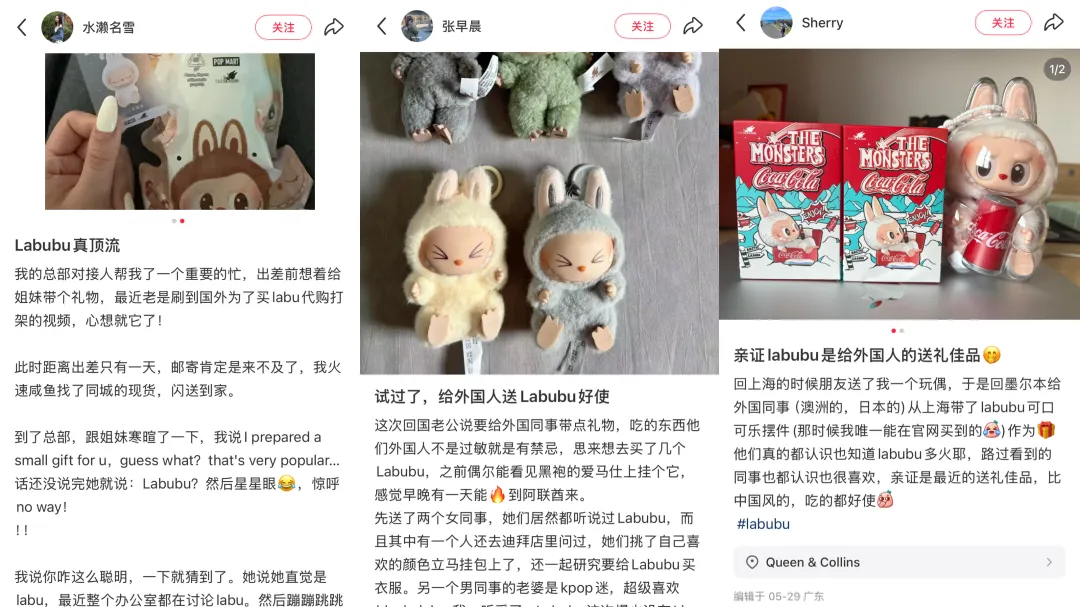 水濑名雪
关注
POP MART
Labubu真顶流
我的总部对接人帮我了一个重要的忙，出差前想着给
姐妹带个礼物，最近老是刷到国外为了买labu代购打
架的视频，心想就它了！
此时距离出差只有一天，邮寄肯定是来不及了，我火
速咸鱼找了同城的现货，闪送到家。
到了总部，跟姐妹寒暄了一下，我说I prepared a
small gift for u，guess what？that's very popular...
话还没说完她就说：Labubu？然后星星眼😂，惊呼
no way！
！！
我说你咋这么聪明，一下就猜到了。她说她直觉是
labu，最近整个办公室都在讨论labu。然后蹦蹦跳跳
张早晨
关注
试过了，给外国人送Labubu好使
这次回国老公说要给外国同事带点礼物，吃的东西他
们外国人不是过敏就是有禁忌，思来想去买了几个
Labubu，之前偶尔能看见黑袍的爱马仕上挂个它，
感觉早晚有一天能🔥到阿联酋来。
先送了两个女同事，她们居然都听说过Labubu，而
且其中有一个人还去迪拜店里问过，她们挑了自己喜
欢的颜色立马挂包上了，还一起研究要给Labubu买
衣服。另一个男同事的老婆是kpop迷，超级喜欢
Sherry
关注
1/2
THE
MONSTERS
Coca-Cola
ENJOY!
THE
MONSTERS
Coca-Cola
ENJOY!
Coca-Cola
亲证labubu是给外国人的送礼佳品🤭
回上海的时候朋友送了我一个玩偶，于是回墨尔本给
外国同事 (澳洲的，日本的)从上海带了labubu可口
可乐摆件(那时候我唯一能在官网买到的)作为🎁
他们真的都认识也知道labubu多火耶，路过看到的
同事也都认识也很喜欢，亲证是最近的送礼佳品，比
中国风的，吃的都好使
#labubu
Queen & Collins
编辑于 05-29 广东